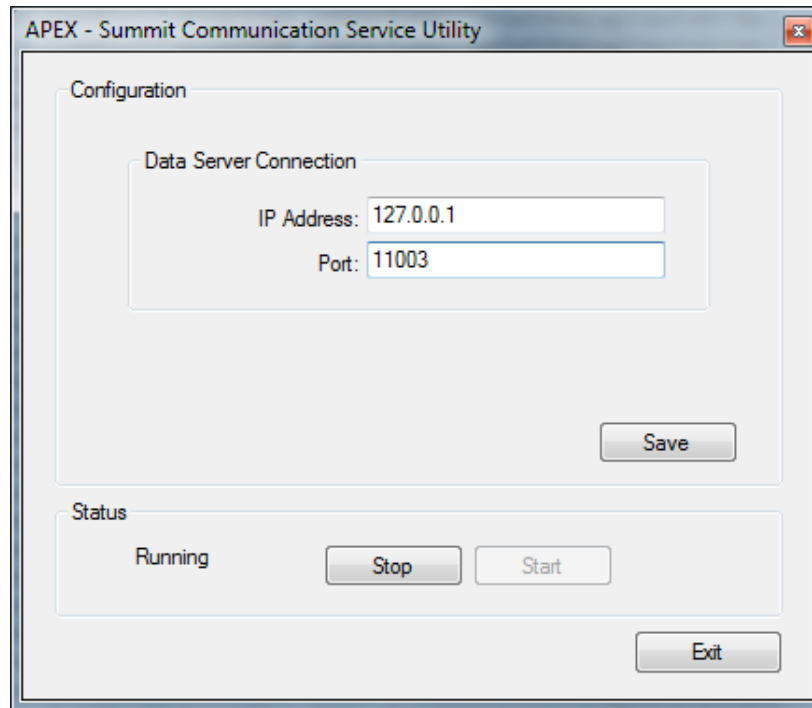 APEX - Summit Communication Service Utility
Configuration
Data Server Connection
IP Address: 127.0.0.1
Port: 11003
Save
Status
Running Stop Start
Exit